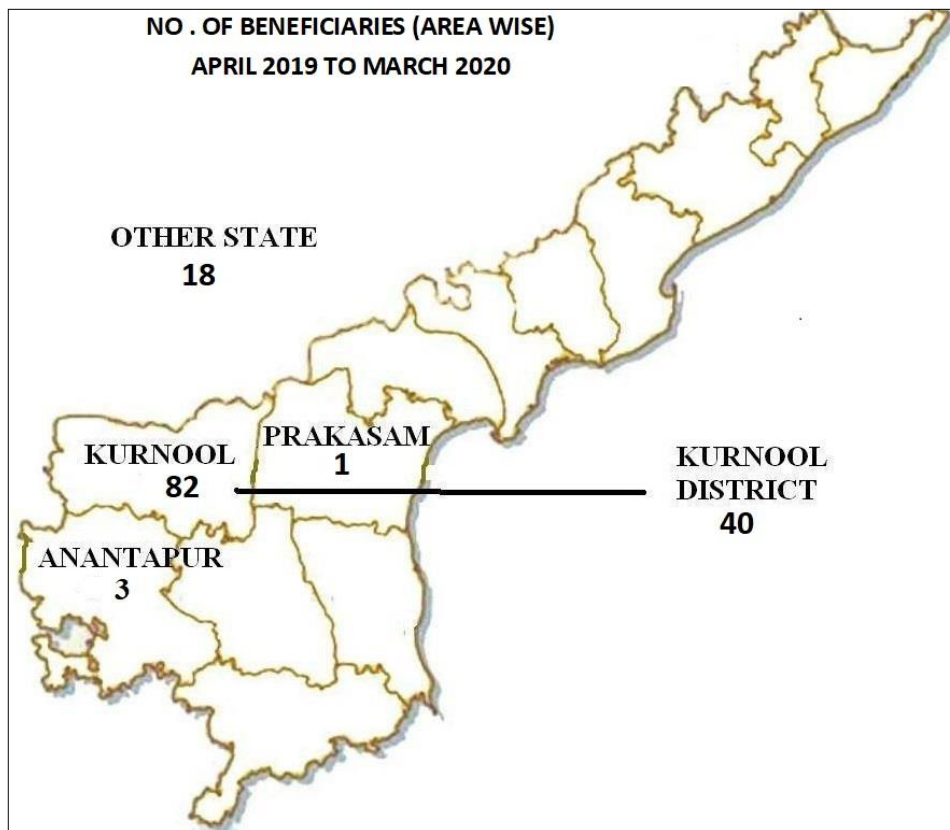 NO . OF BENEFICIARIES (AREA WISE)
APRIL 2019 TO MARCH 2020
OTHER STATE
18
KURNOOL
82
PRAKASAM
1
KURNOOL
DISTRICT
40
ANANTAPUR
3